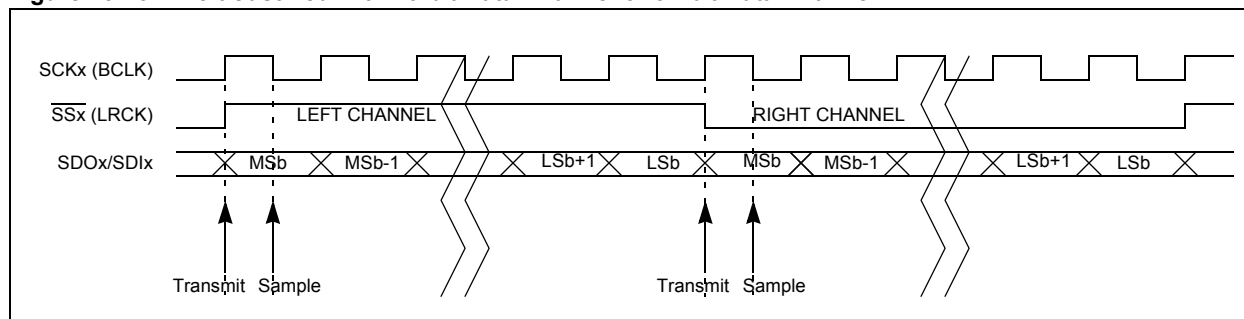 SCKx (BCLK)
SSx (LRCK)
LEFT CHANNEL
RIGHT CHANNEL
SDOx/SDIx
MSb
MSb-1
LSb+1
LSb
MSb
MSb-1
LSb+1
LSb
Transmit
Sample
Transmit
Sample